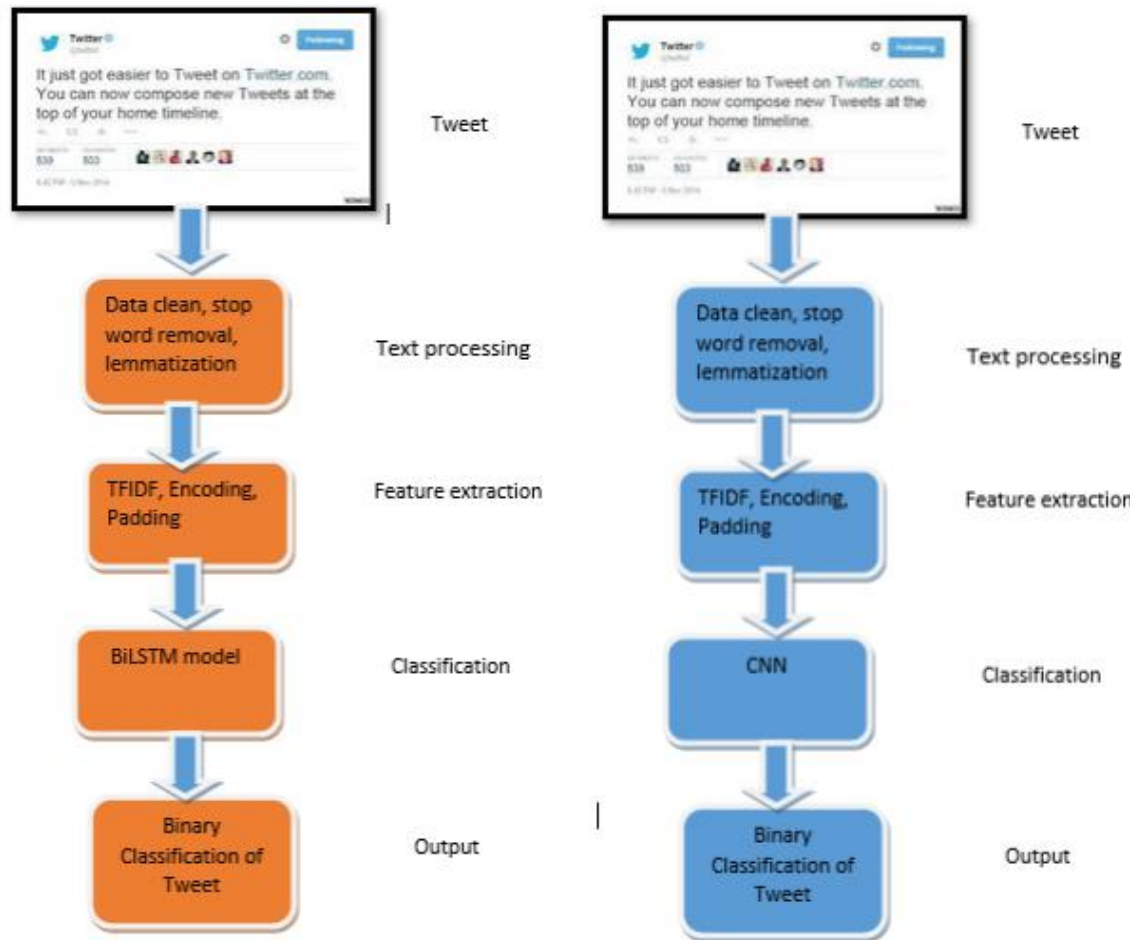 Twitter
Following
It just got easier to Tweet on Twitter.com.
You can now compose new Tweets at the
top of your home timeline.
539 503
Tweet
Data clean, stop
word removal,
lemmatization
Text processing
TFIDF, Encoding,
Padding
Feature extraction
BiLSTM model
Classification
Binary
Classification of
Tweet
Output
Twitter
Following
It just got easier to Tweet on Twitter.com.
You can now compose new Tweets at the
top of your home timeline.
539 503
Tweet
Data clean, stop
word removal,
lemmatization
Text processing
TFIDF, Encoding,
Padding
Feature extraction
CNN
Classification
Binary
Classification of
Tweet
Output